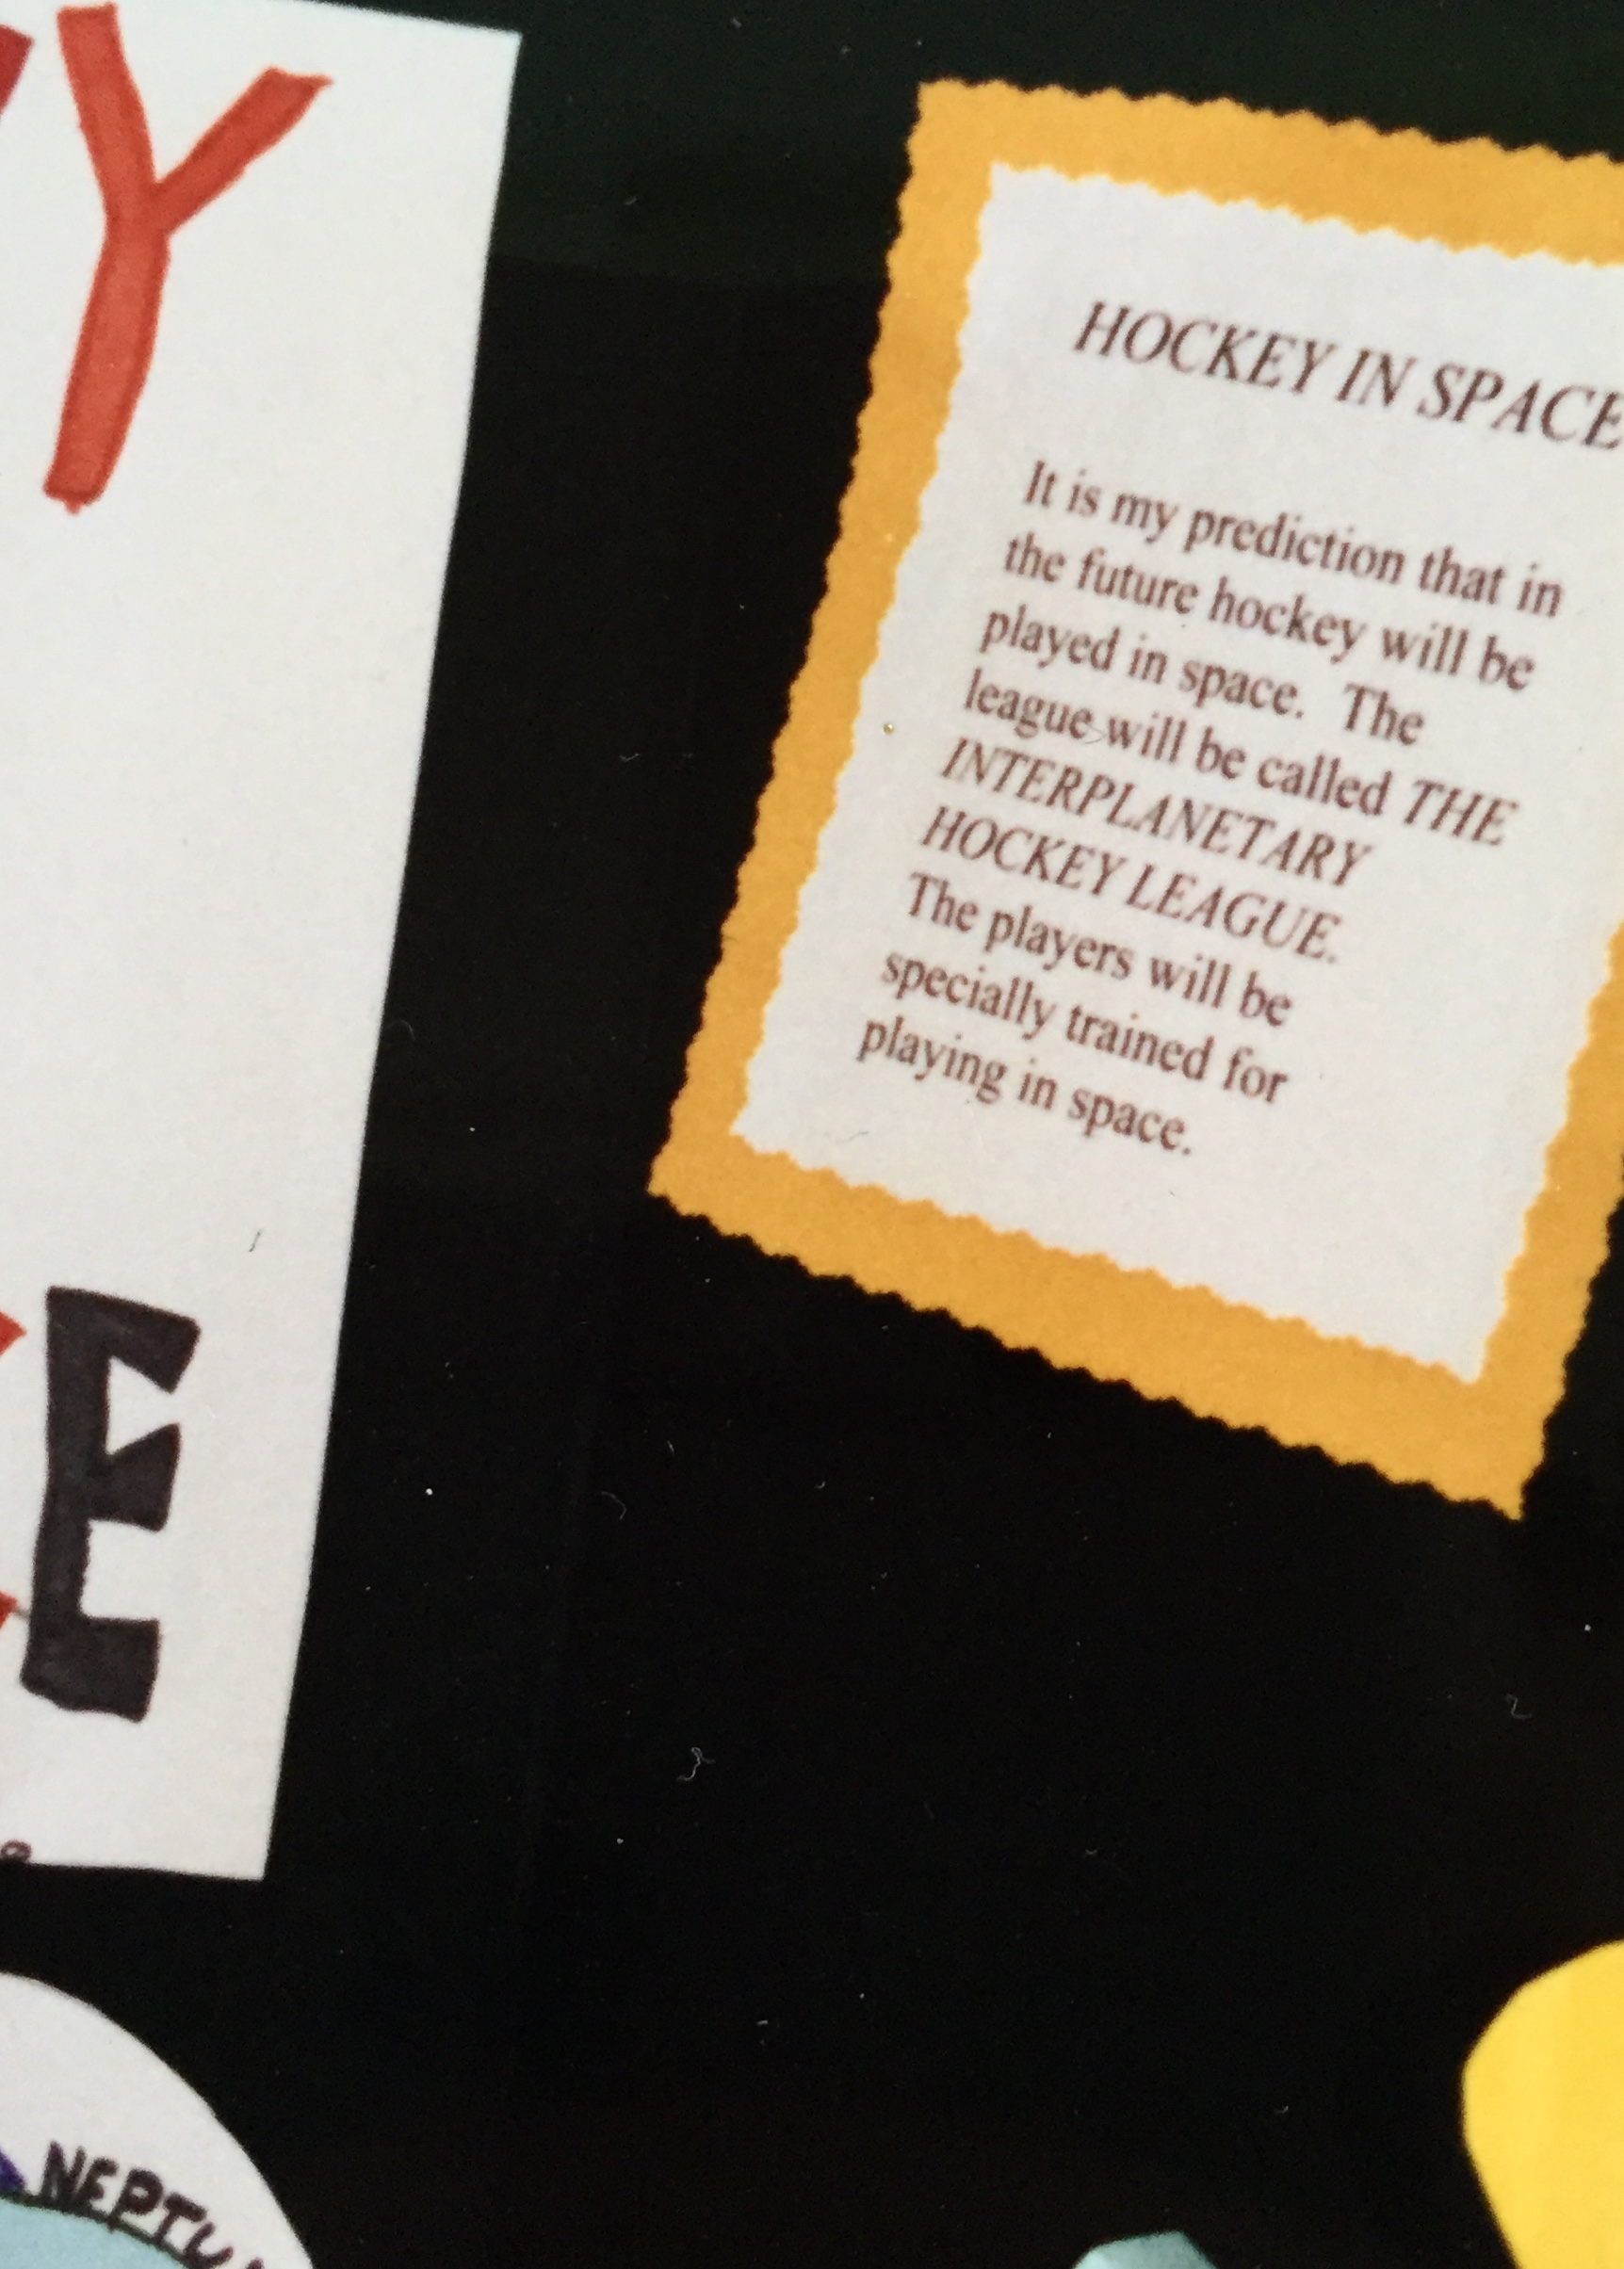 Y
E
HOCKEY IN SPACE
It is my prediction that in
the future hockey will be
played in space. The
league will be called THE
INTERPLANETARY
HOCKEY LEAGUE.
The players will be
specially trained for
playing in space.
NEPTU